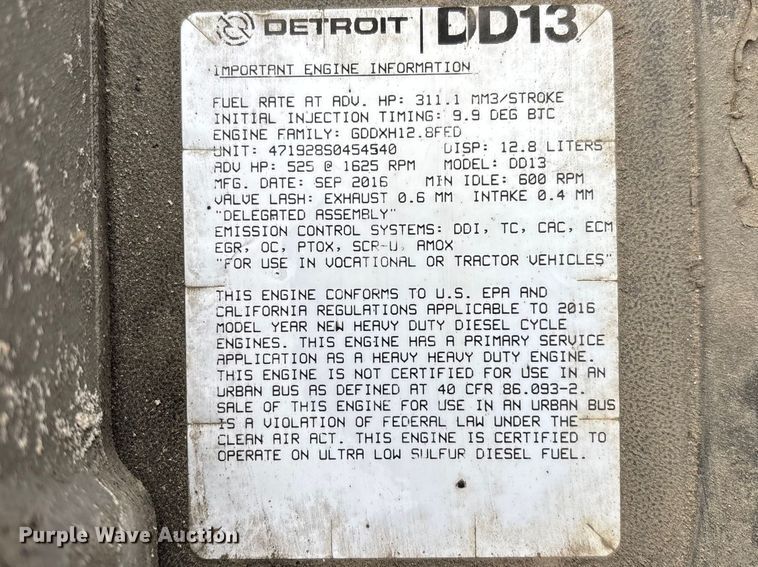 DETROIT | DD13
IMPORTANT ENGINE INFORMATION
FUEL RATE AT ADV. HP: 311.1 MM3/STROKE
INITIAL INJECTION TIMING: 9.9 DEG BTC
ENGINE FAMILY: GDDXH12.8FED
UNIT: 471928S0454540 DISP: 12.8 LITERS
ADV HP: 525 @ 1625 RPM MODEL: DD13
MFG. DATE: SEP 2016 MIN IDLE: 600 RPM
VALVE LASH: EXHAUST 0.6 MM INTAKE 0.4 MM
"DELEGATED ASSEMBLY"
EMISSION CONTROL SYSTEMS: DDI, TC, CAC, ECM
EGR, OC, PTOX, SCR-U, AMOX
"FOR USE IN VOCATIONAL OR TRACTOR VEHICLES"
THIS ENGINE CONFORMS TO U.S. EPA AND
CALIFORNIA REGULATIONS APPLICABLE TO 2016
MODEL YEAR NEW HEAVY DUTY DIESEL CYCLE
ENGINES. THIS ENGINE HAS A PRIMARY SERVICE
APPLICATION AS A HEAVY HEAVY DUTY ENGINE.
THIS ENGINE IS NOT CERTIFIED FOR USE IN AN
URBAN BUS AS DEFINED AT 40 CFR 86.093-2.
SALE OF THIS ENGINE FOR USE IN AN URBAN BUS
IS A VIOLATION OF FEDERAL LAW UNDER THE
CLEAN AIR ACT. THIS ENGINE IS CERTIFIED TO
OPERATE ON ULTRA LOW SULFUR DIESEL FUEL.
Purple Wave Auction